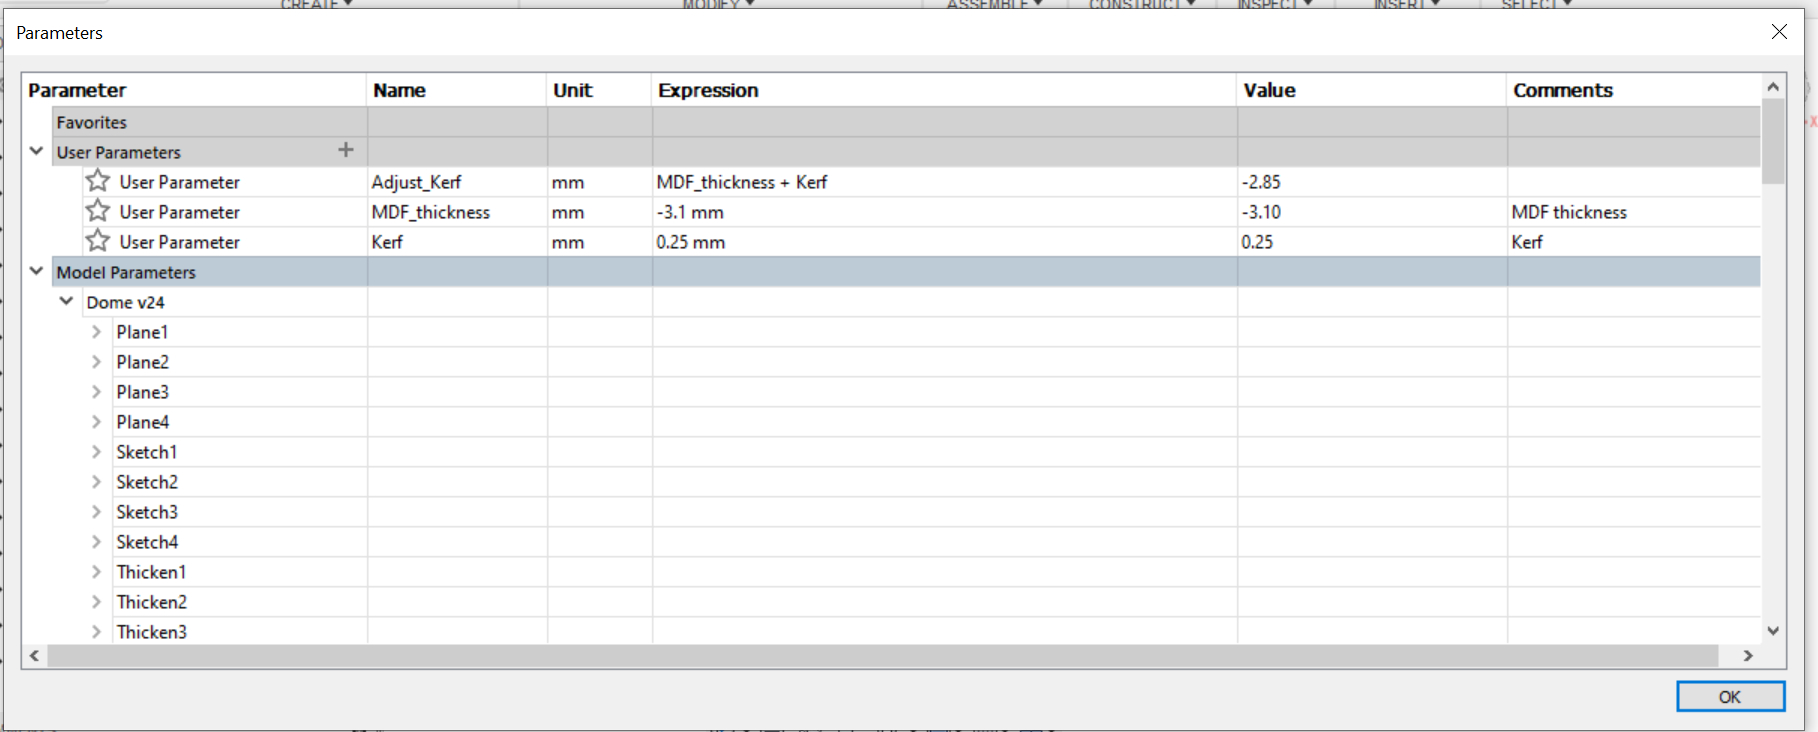 CREATE MODIFY ASSEMBLE CONSTRUCT INSPECT INSERT SELECT
Parameters
Parameter Name Unit Expression Value Comments
Favorites
User Parameters +
User Parameter Adjust_Kerf mm MDF_thickness + Kerf -2.85
User Parameter MDF_thickness mm -3.1 mm -3.10 MDF thickness
User Parameter Kerf mm 0.25 mm 0.25 Kerf
Model Parameters
Dome v24
Plane1
Plane2
Plane3
Plane4
Sketch1
Sketch2
Sketch3
Sketch4
Thicken1
Thicken2
Thicken3
OK